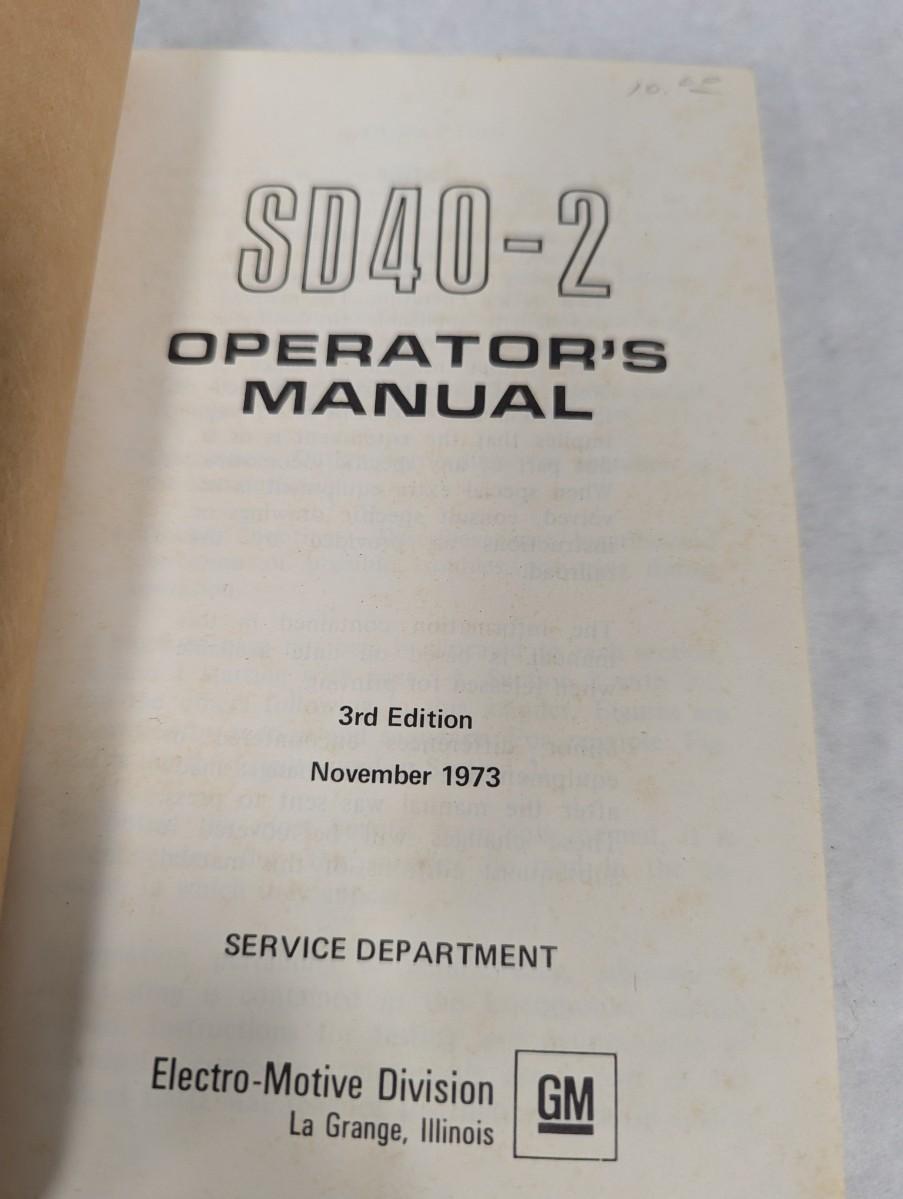 10.00
SD40-2
OPERATOR'S
MANUAL
3rd Edition
November 1973
SERVICE DEPARTMENT
Electro-Motive Division
La Grange, Illinois
GM